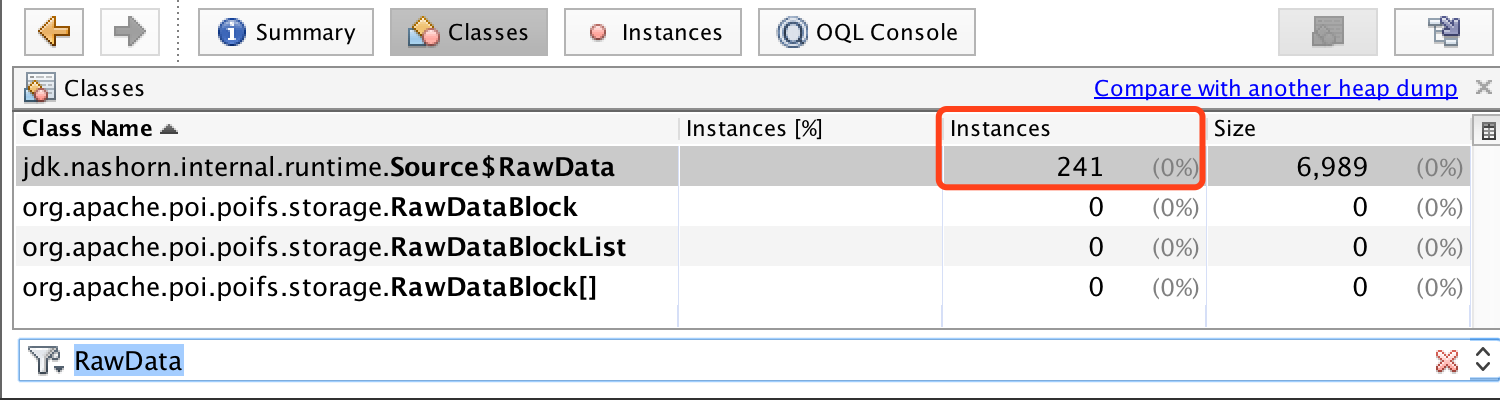 Summary Classes Instances OQL Console
Classes Compare with another heap dump
Class Name Instances [%] Instances Size
jdk.nashorn.internal.runtime.Source$RawData 241 (0%) 6,989 (0%)
org.apache.poi.poifs.storage.RawDataBlock 0 (0%) 0 (0%)
org.apache.poi.poifs.storage.RawDataBlockList 0 (0%) 0 (0%)
org.apache.poi.poifs.storage.RawDataBlock[] 0 (0%) 0 (0%)
RawData